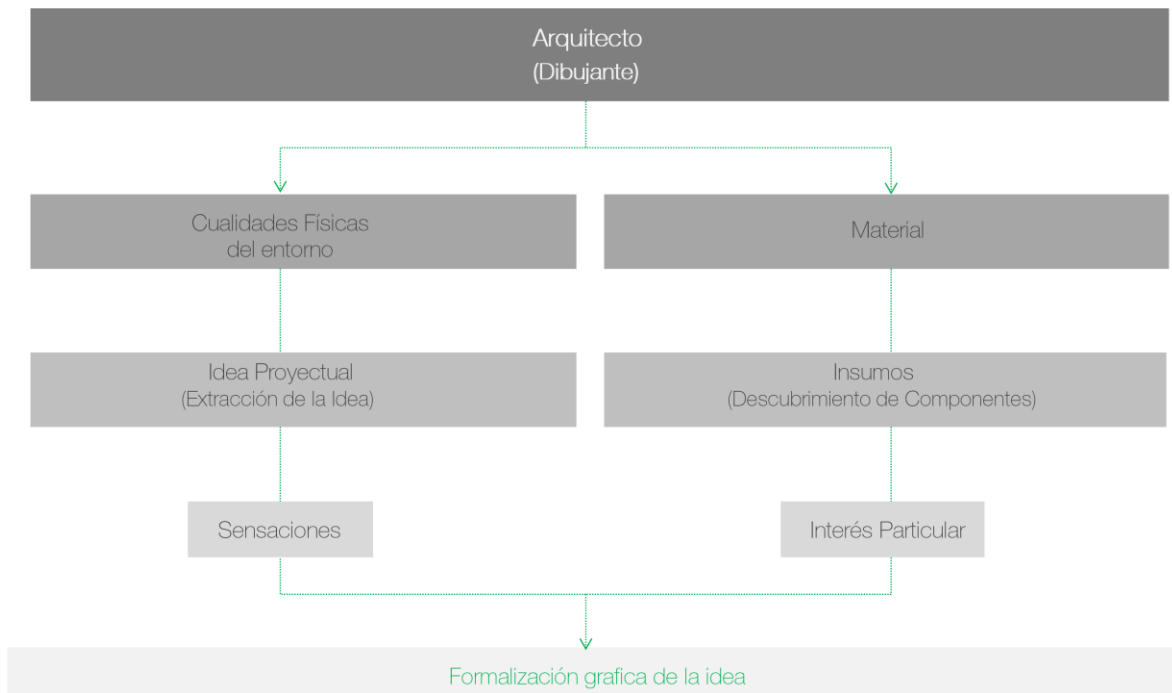 Arquitecto
(Dibujante)
Cualidades Físicas
del entorno
Material
Idea Proyectual
(Extracción de la Idea)
Insumos
(Descubrimiento de Componentes)
Sensaciones
Interés Particular
Formalización grafica de la idea